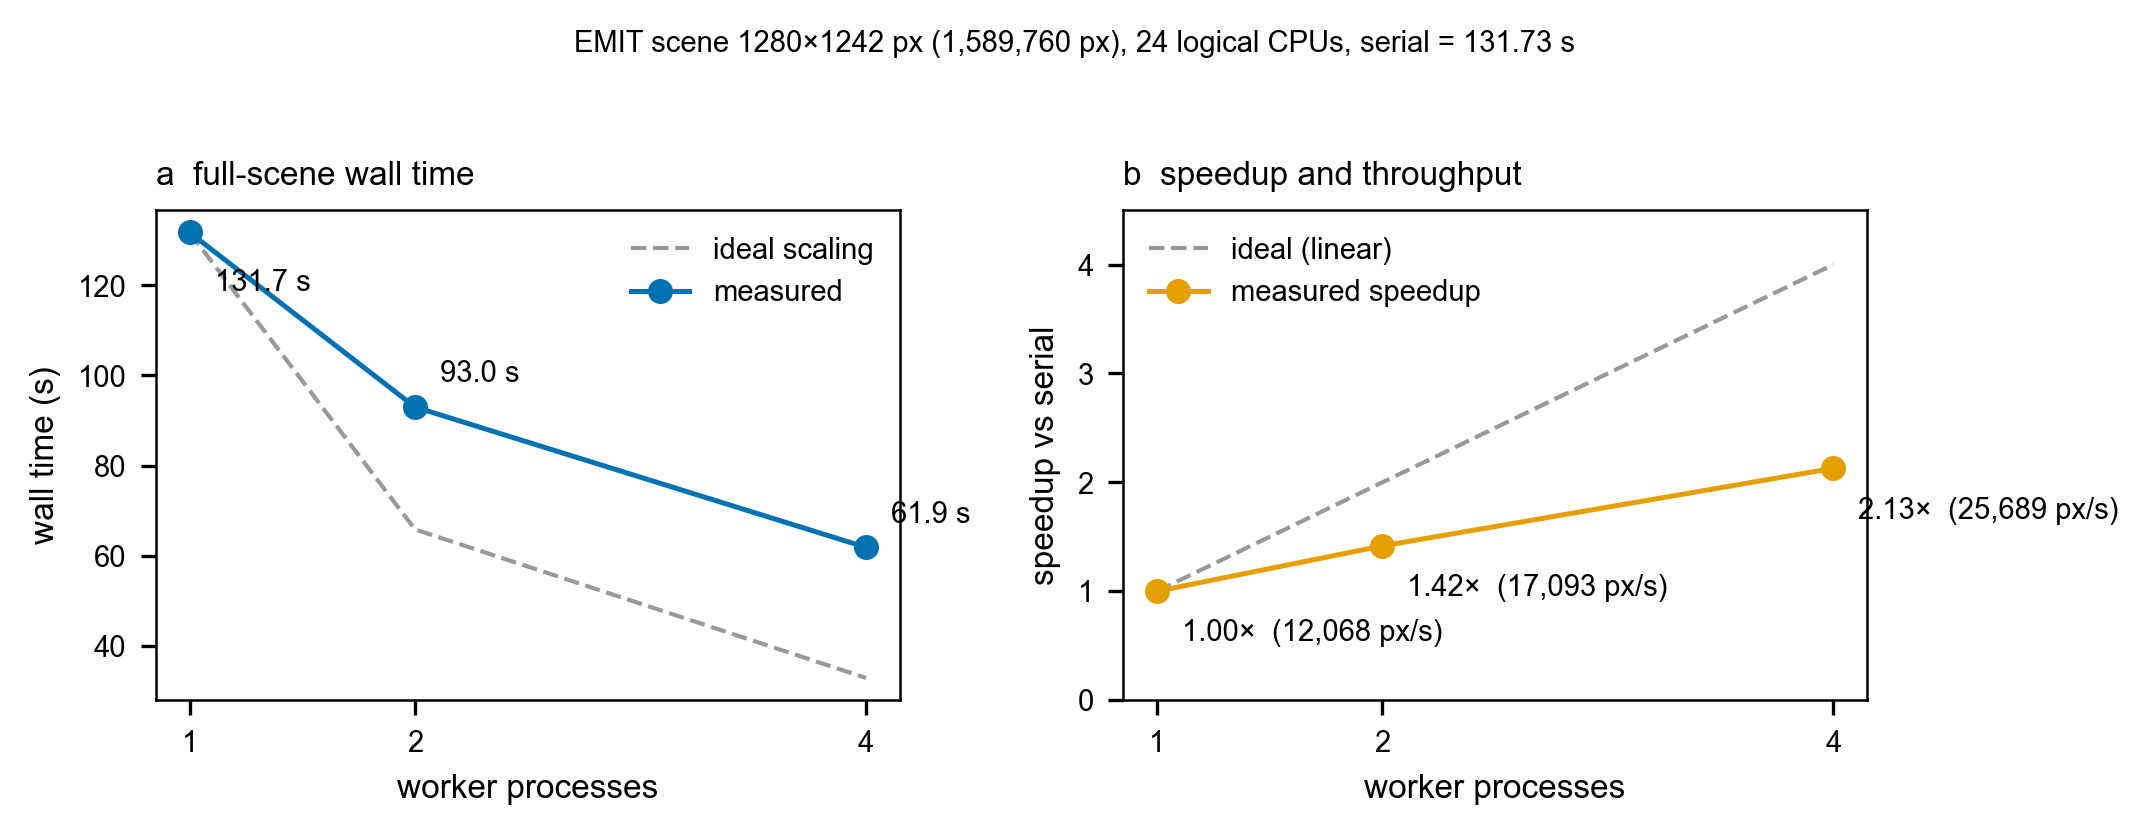 EMIT scene 1280×1242 px (1,589,760 px), 24 logical CPUs, serial = 131.73 s
a  full-scene wall time
ideal scaling
measured
131.7 s
93.0 s
61.9 s
wall time (s)
120
100
80
60
40
1
2
4
worker processes
b  speedup and throughput
ideal (linear)
measured speedup
2.13×  (25,689 px/s)
1.42×  (17,093 px/s)
1.00×  (12,068 px/s)
speedup vs serial
4
3
2
1
0
1
2
4
worker processes